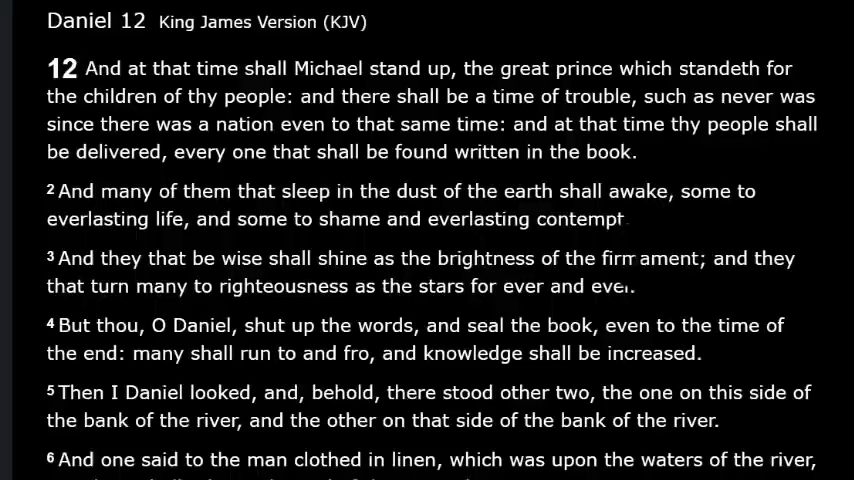 Daniel 12 King James Version (KJV)
12 And at that time shall Michael stand up, the great prince which standeth for
the children of thy people: and there shall be a time of trouble, such as never was
since there was a nation even to that same time: and at that time thy people shall
be delivered, every one that shall be found written in the book.
2 And many of them that sleep in the dust of the earth shall awake, some to
everlasting life, and some to shame and everlasting contempt
3 And they that be wise shall shine as the brightness of the firmament; and they
that turn many to righteousness as the stars for ever and ever.
4 But thou, O Daniel, shut up the words, and seal the book, even to the time of
the end: many shall run to and fro, and knowledge shall be increased.
5 Then I Daniel looked, and, behold, there stood other two, the one on this side of
the bank of the river, and the other on that side of the bank of the river.
6 And one said to the man clothed in linen, which was upon the waters of the river,